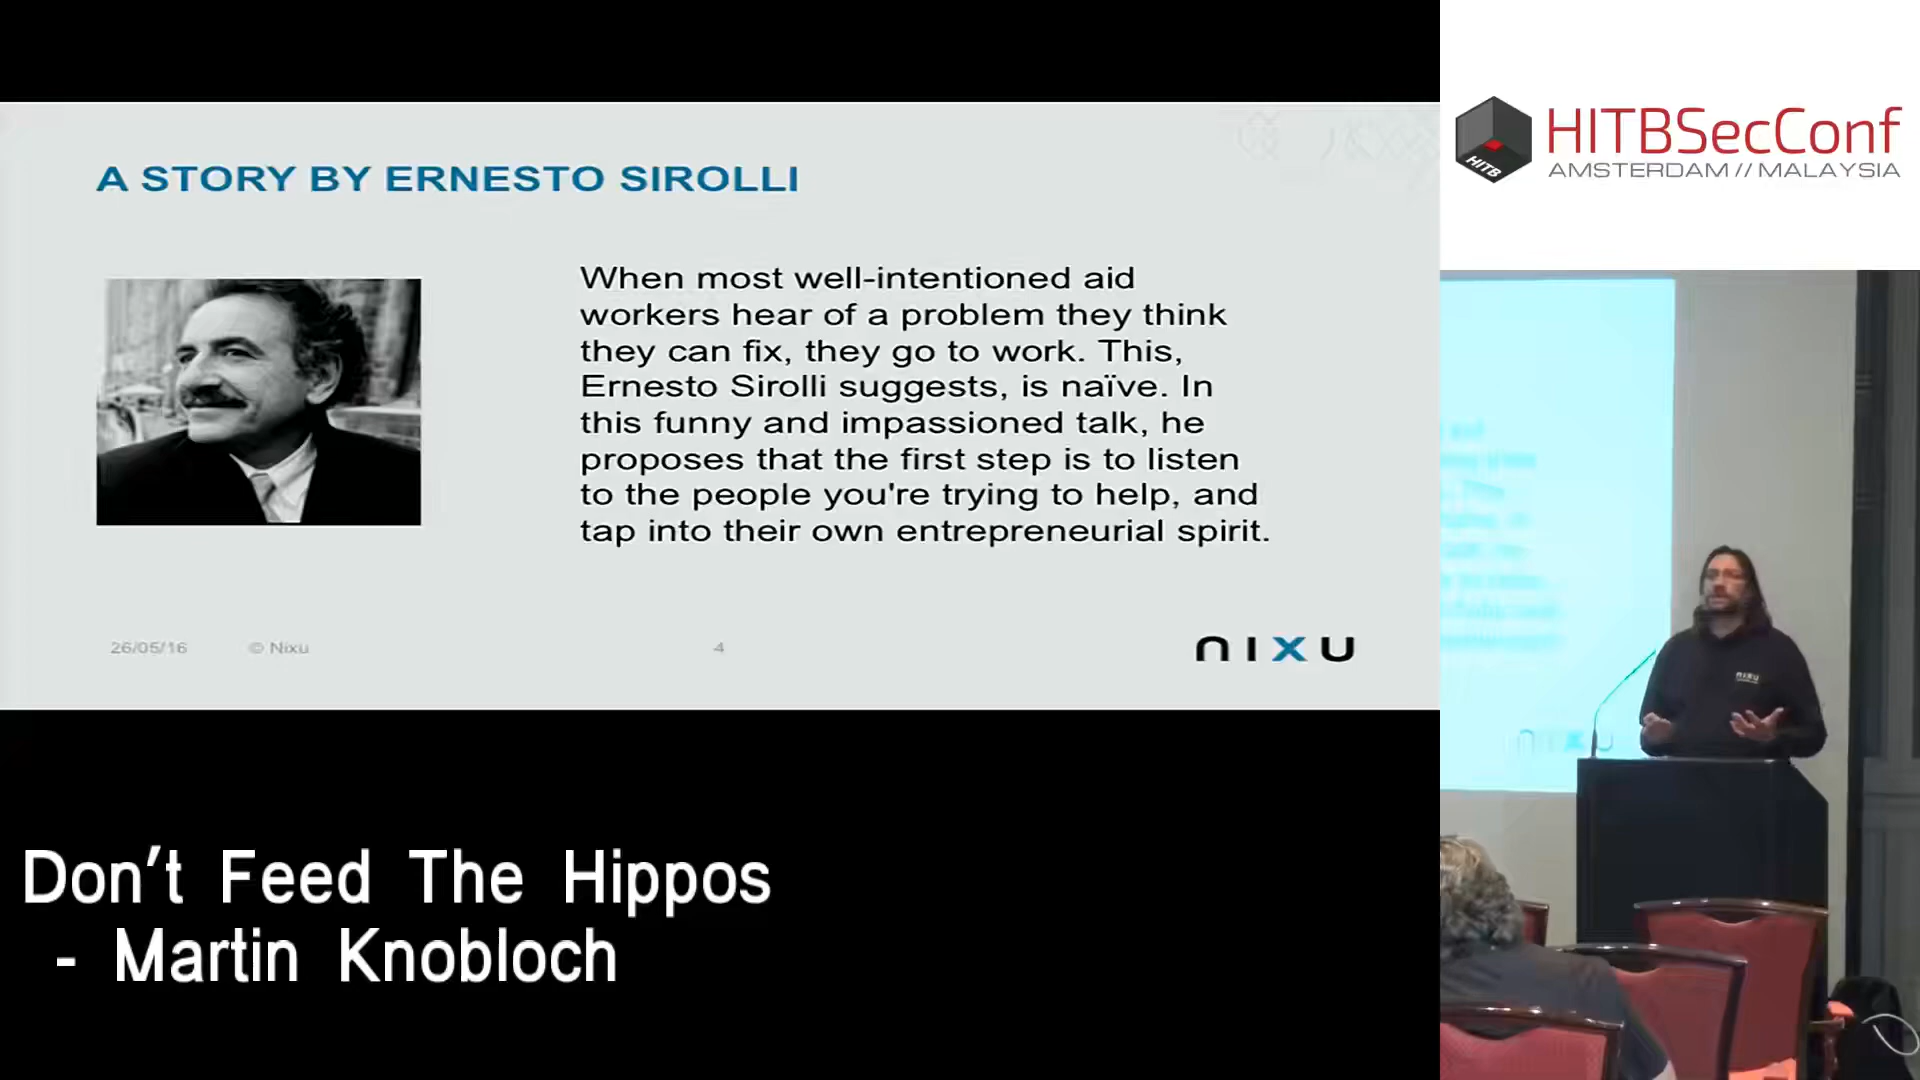 A STORY BY ERNESTO SIROLLI
When most well-intentioned aid
workers hear of a problem they think
they can fix, they go to work. This,
Ernesto Sirolli suggests, is naïve. In
this funny and impassioned talk, he
proposes that the first step is to listen
to the people you're trying to help, and
tap into their own entrepreneurial spirit.
26/05/16 © Nixu 4 NIXU
Don't Feed The Hippos
- Martin Knobloch
HITB
HITBSecConf
AMSTERDAM // MALAYSIA
NIXU
NIXU